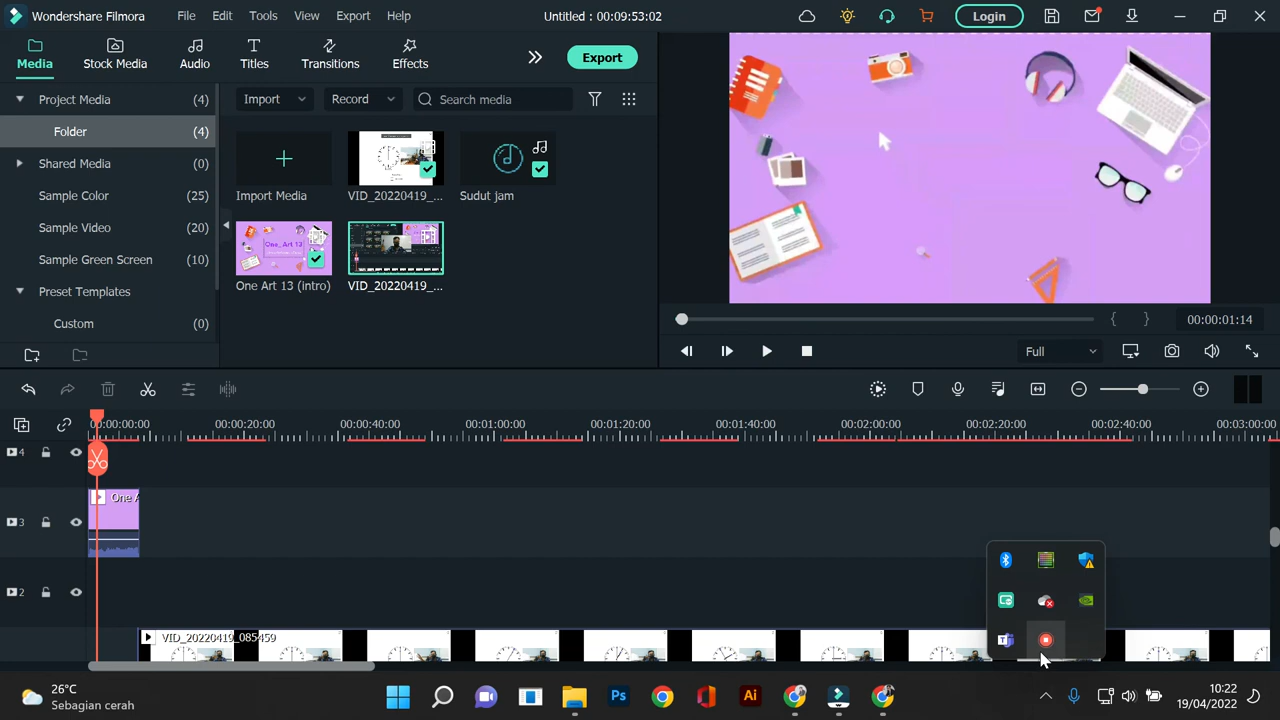 Wondershare Filmora
File
Edit
Tools
View
Export
Help
Untitled : 00:09:53:02
Login
Media
Stock Media
Audio
Titles
Transitions
Effects
Export
Project Media (4)
Folder (4)
Shared Media (0)
Sample Color (25)
Sample Video (20)
Sample Green Screen (10)
Preset Templates
Custom (0)
Import
Record
Search media
Import Media
VID_20220419_...
Sudut jam
One_Art 13
One Art 13 (intro)
VID_20220419_...
00:00:01:14
Full
00:00:00:00
00:00:20:00
00:00:40:00
00:01:00:00
00:01:20:00
00:01:40:00
00:02:00:00
00:02:20:00
00:02:40:00
00:03:00:00
4
3
One A
2
VID_20220419_085459
26°C
bagian cerah
Ps
Ai
10:22
19/04/2022